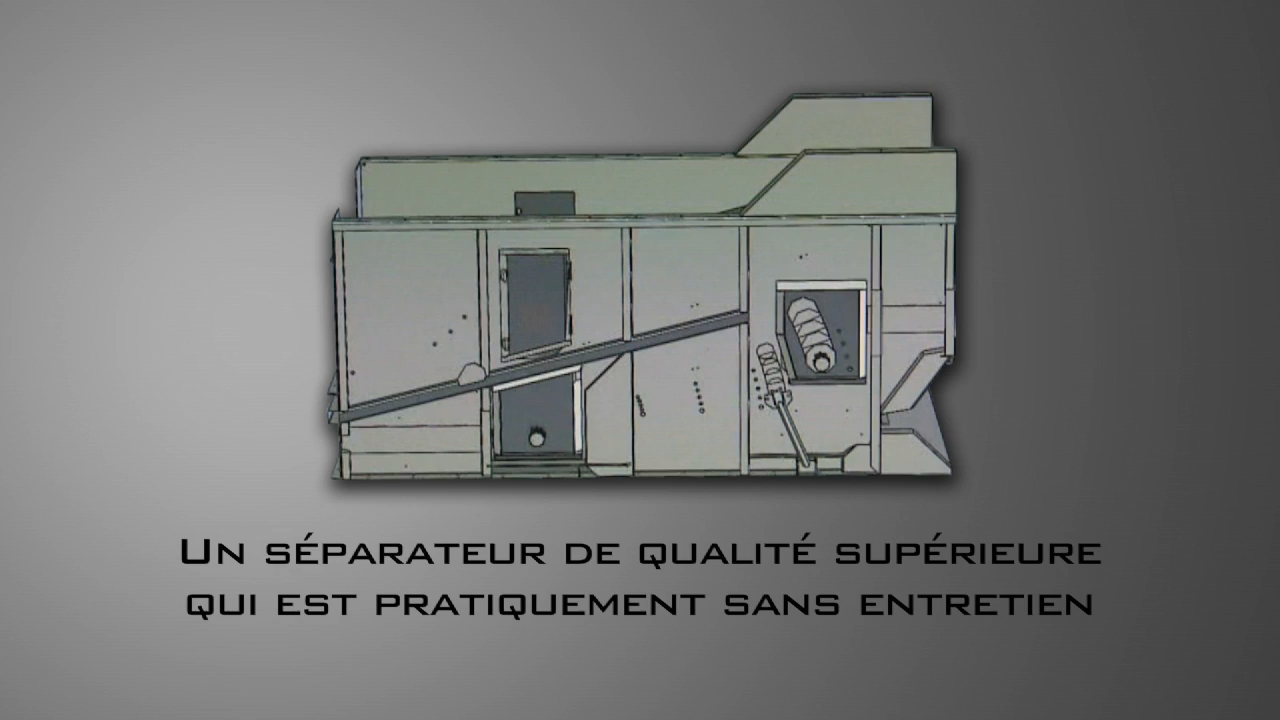 Un séparateur de qualité supérieure
qui est pratiquement sans entretien